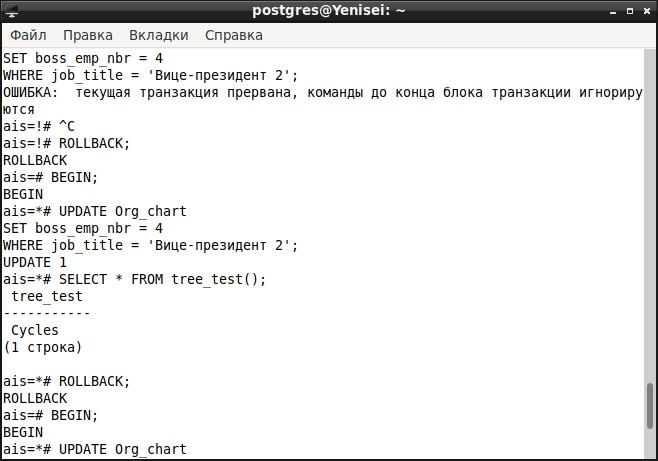 postgres@Yenisei: ~
Файл Правка Вкладки Справка
SET boss_emp_nbr = 4
WHERE job_title = 'Вице-президент 2';
ОШИБКА:  текущая транзакция прервана, команды до конца блока транзакции игнориру
ются
ais=!# ^C
ais=!# ROLLBACK;
ROLLBACK
ais=# BEGIN;
BEGIN
ais=*# UPDATE Org_chart
SET boss_emp_nbr = 4
WHERE job_title = 'Вице-президент 2';
UPDATE 1
ais=*# SELECT * FROM tree_test();
 tree_test
-----------
 Cycles
(1 строка)
ais=*# ROLLBACK;
ROLLBACK
ais=# BEGIN;
BEGIN
ais=*# UPDATE Org_chart